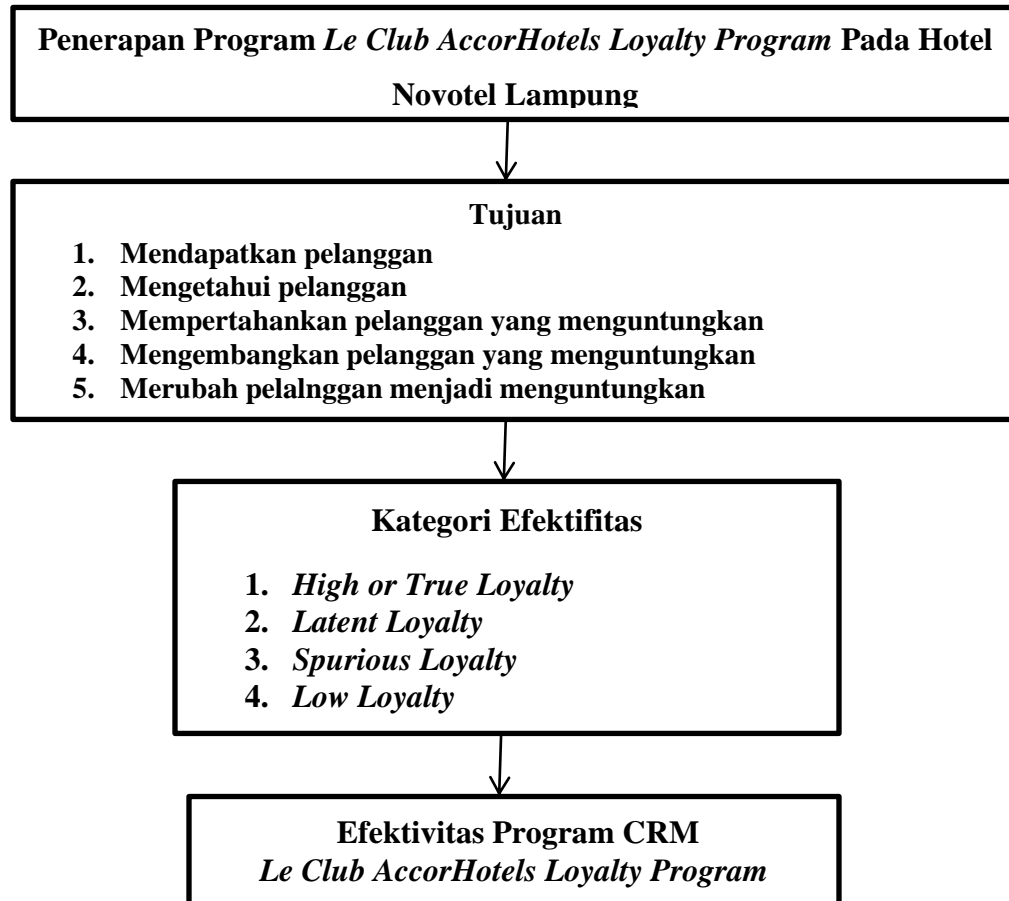 Penerapan Program Le Club AccorHotels Loyalty Program Pada Hotel
Novotel Lampung
Tujuan
1. Mendapatkan pelanggan
2. Mengetahui pelanggan
3. Mempertahankan pelanggan yang menguntungkan
4. Mengembangkan pelanggan yang menguntungkan
5. Merubah pelalnggan menjadi menguntungkan
Kategori Efektifitas
1. High or True Loyalty
2. Latent Loyalty
3. Spurious Loyalty
4. Low Loyalty
Efektivitas Program CRM
Le Club AccorHotels Loyalty Program